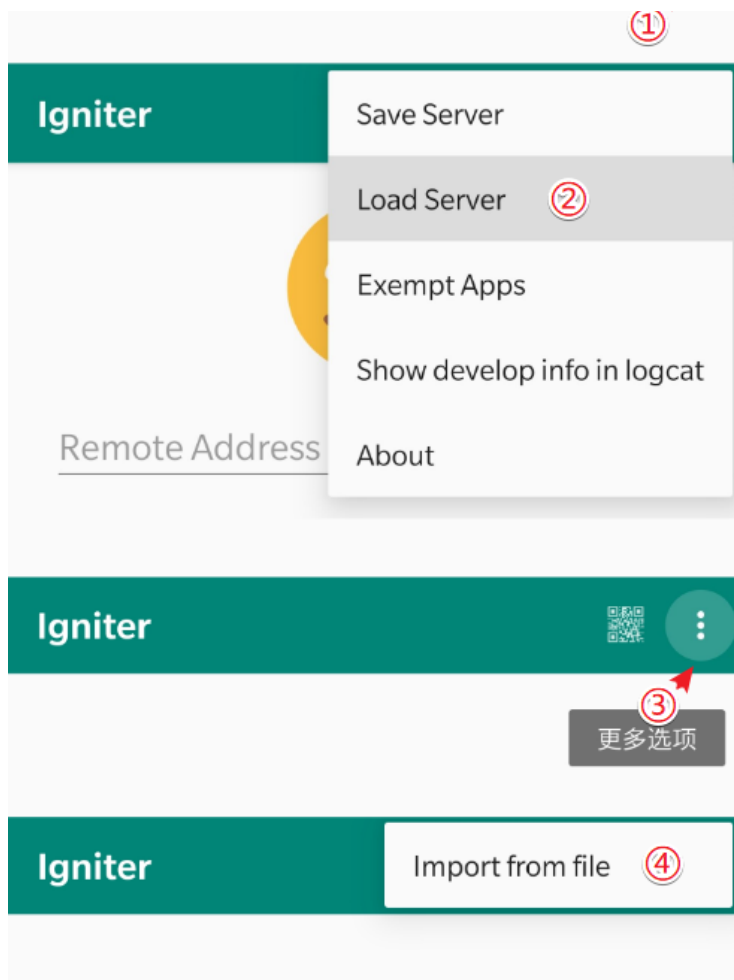 ①
Igniter
Save Server
Load Server ②
Exempt Apps
Show develop info in logcat
Remote Address
About
Igniter
③
更多选项
Igniter
Import from file ④